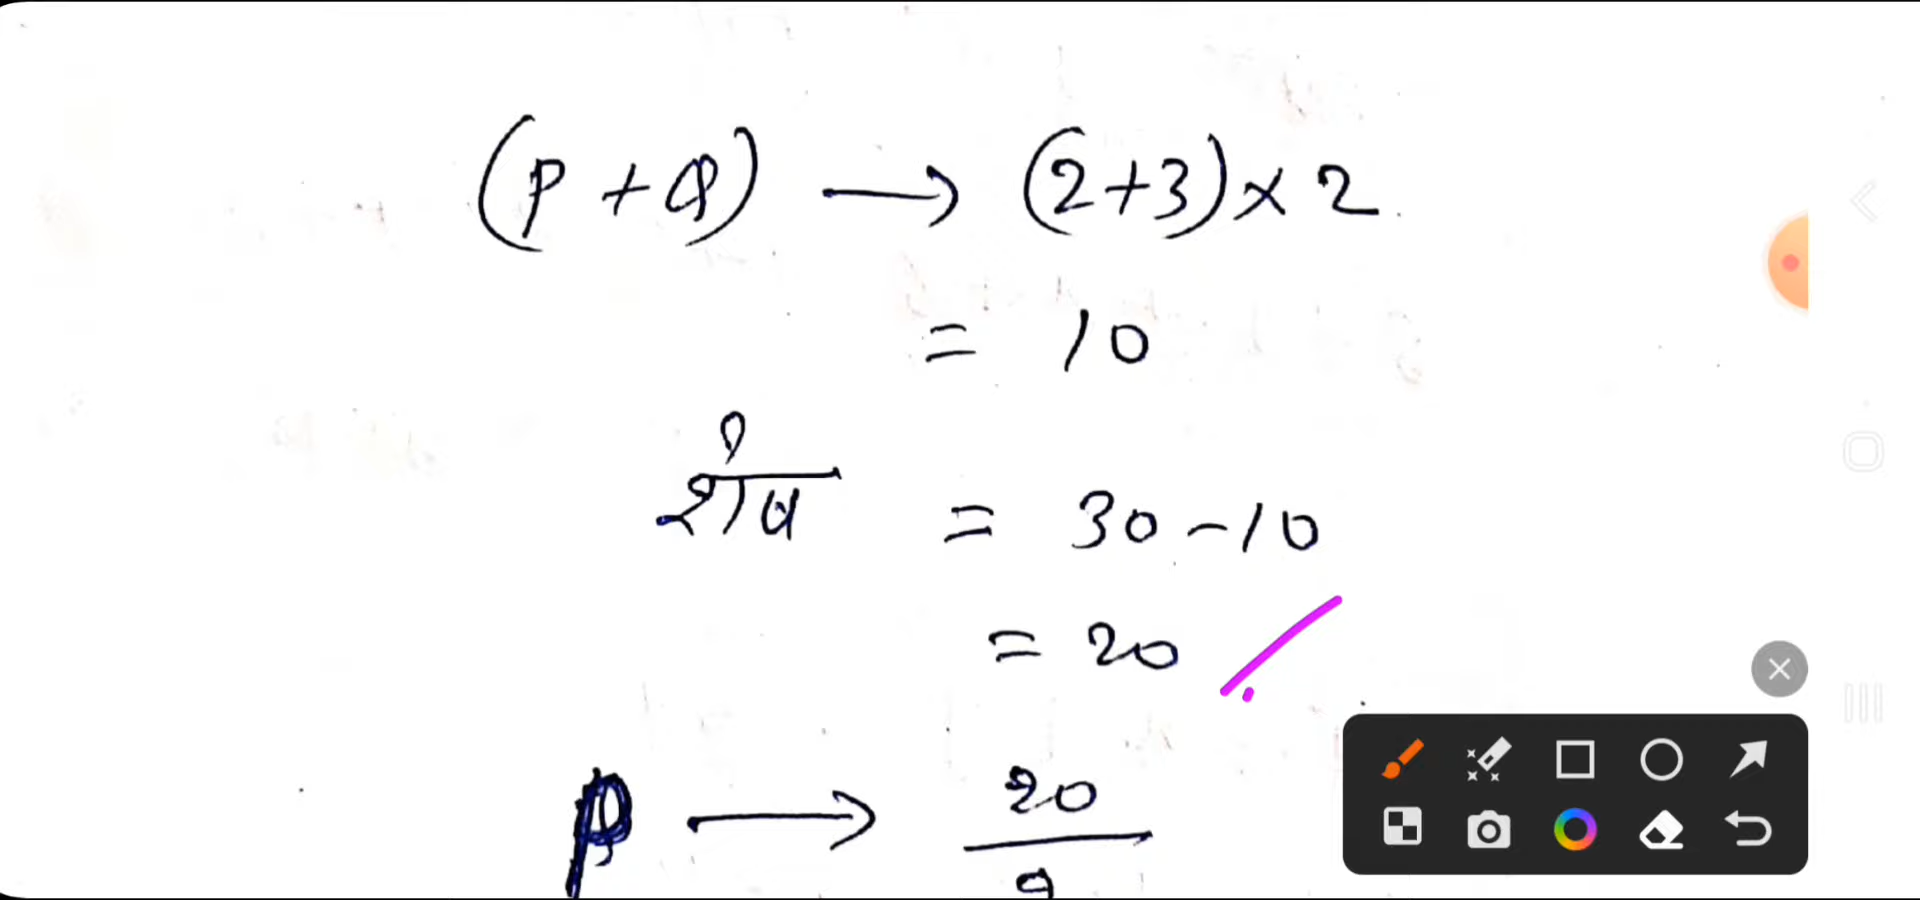 (P + Q) → (2+3) × 2
= 10
शेष = 30 - 10
= 20
P → 20